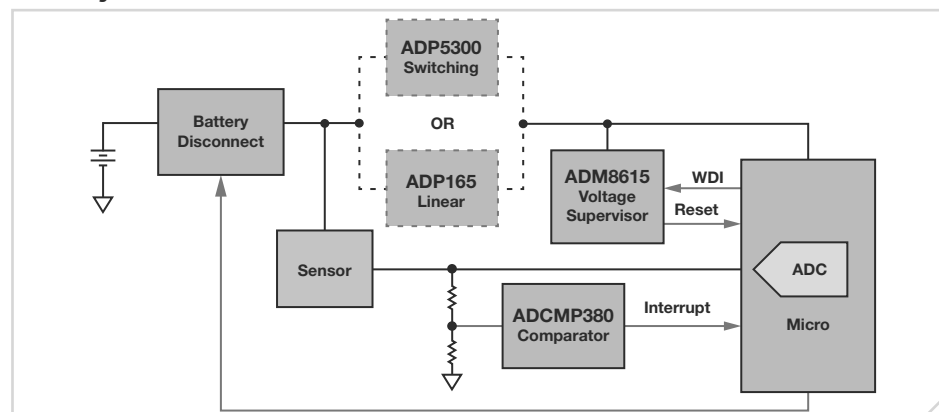 ADP5300
Switching
Battery
Disconnect
OR
ADP165
Linear
ADM8615
Voltage
Supervisor
WDI
Reset
Sensor
ADC
ADCMP380
Comparator
Interrupt
Micro